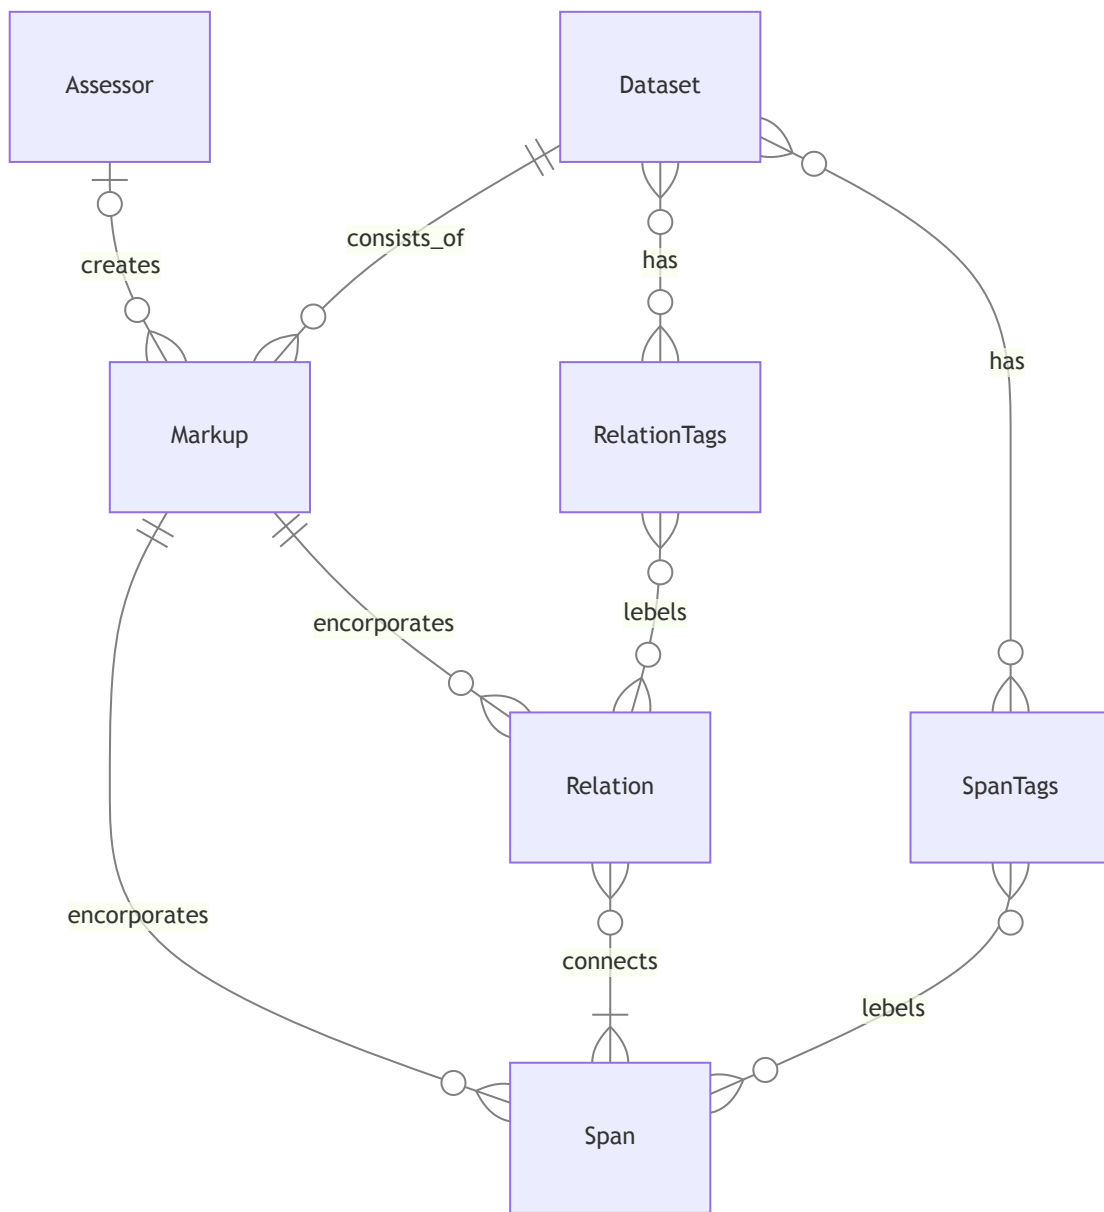 Assessor
Dataset
consists_of
creates
has
has
Markup
RelationTags
lebels
encorporates
Relation
SpanTags
encorporates
connects
lebels
Span